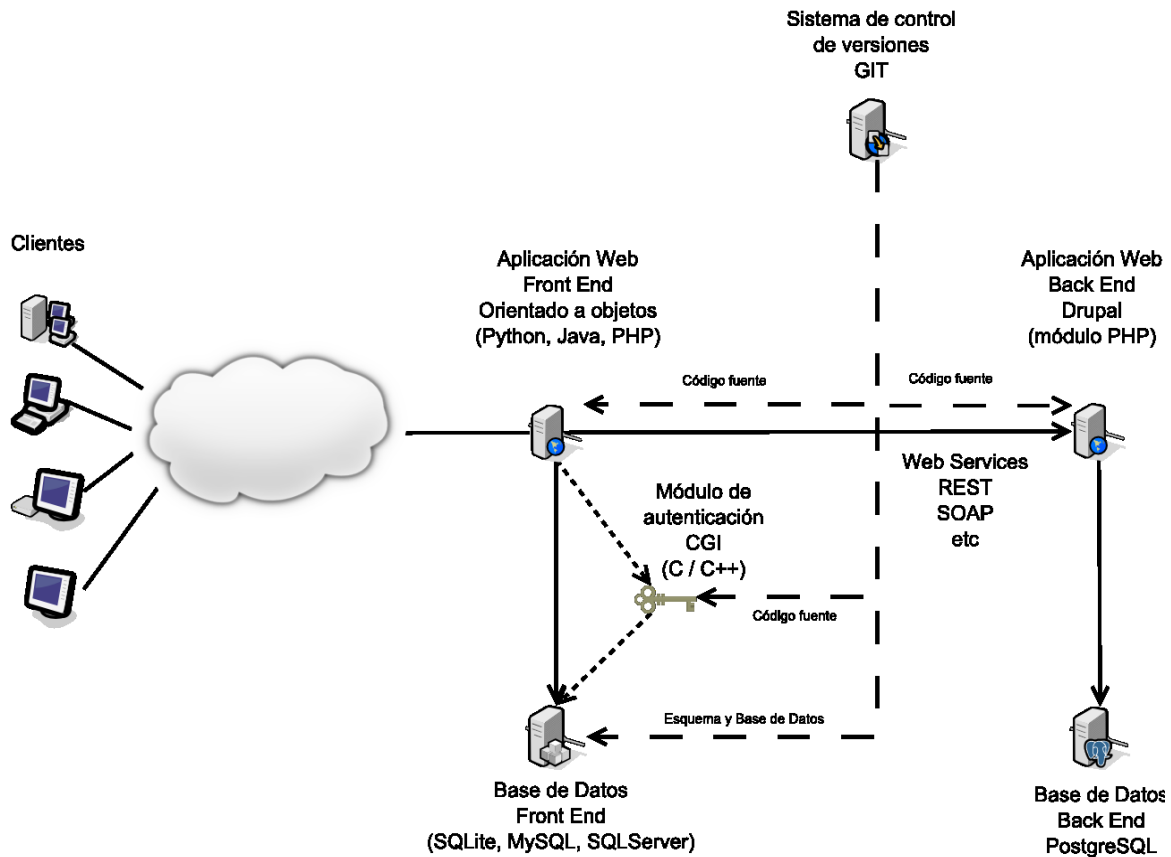 Sistema de control
de versiones
GIT
Clientes
Aplicación Web
Front End
Orientado a objetos
(Python, Java, PHP)
Aplicación Web
Back End
Drupal
(módulo PHP)
Código fuente
Código fuente
Web Services
REST
SOAP
etc
Módulo de
autenticación
CGI
(C / C++)
Código fuente
Esquema y Base de Datos
Base de Datos
Front End
(SQLite, MySQL, SQLServer)
Base de Datos
Back End
PostgreSQL